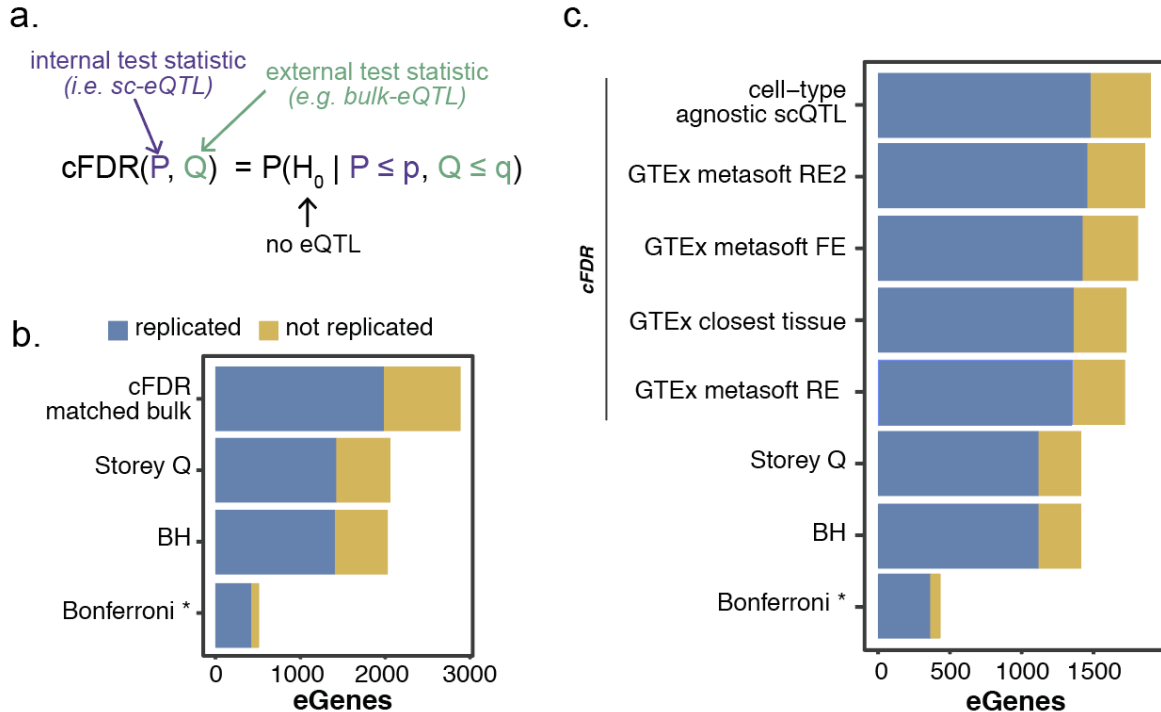 a.
internal test statistic
(i.e. sc-eQTL)
external test statistic
(e.g. bulk-eQTL)
cFDR(P, Q) = P(H0 | P ≤ p, Q ≤ q)
no eQTL
b.
replicated
not replicated
cFDR
matched bulk
Storey Q
BH
Bonferroni *
0 1000 2000 3000
eGenes
c.
cFDR
cell−type
agnostic scQTL
GTEx metasoft RE2
GTEx metasoft FE
GTEx closest tissue
GTEx metasoft RE
Storey Q
BH
Bonferroni *
0 500 1000 1500
eGenes